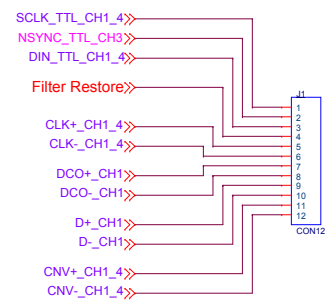 SCLK_TTL_CH1_4
NSYNC_TTL_CH3
DIN_TTL_CH1_4
Filter Restore
CLK+_CH1_4
CLK-_CH1_4
DCO+_CH1
DCO-_CH1
D+_CH1
D-_CH1
CNV+_CH1_4
CNV-_CH1_4
J1
1
2
3
4
5
6
7
8
9
10
11
12
CON12